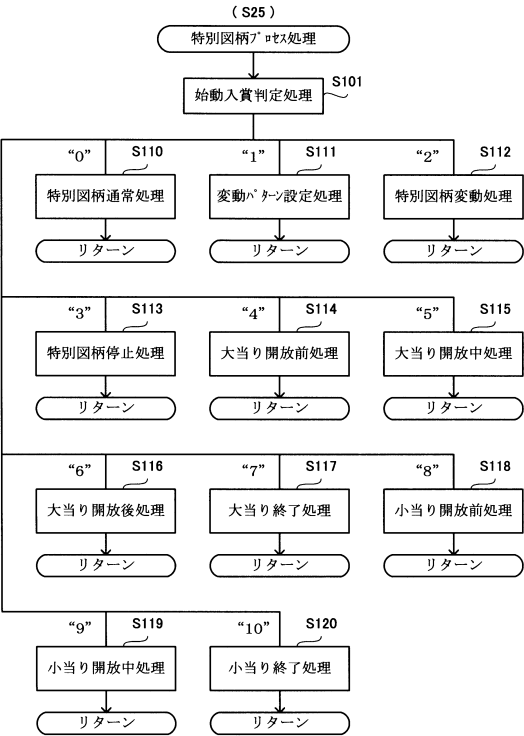 (S25)
特別図柄ﾌﾟﾛｾｽ処理
S101
始動入賞判定処理
“0” S110 “1” S111 “2” S112
特別図柄通常処理 変動ﾊﾟﾀｰﾝ設定処理 特別図柄変動処理
リターン リターン リターン
“3” S113 “4” S114 “5” S115
特別図柄停止処理 大当り開放前処理 大当り開放中処理
リターン リターン リターン
“6” S116 “7” S117 “8” S118
大当り開放後処理 大当り終了処理 小当り開放前処理
リターン リターン リターン
“9” S119 “10” S120
小当り開放中処理 小当り終了処理
リターン リターン